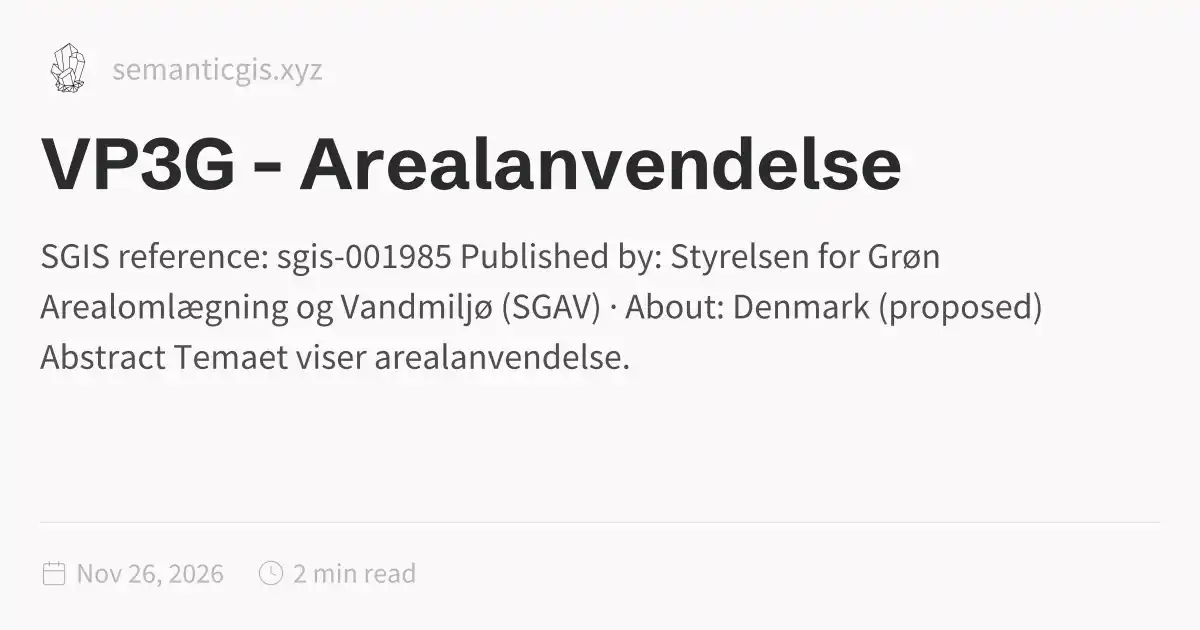 semanticgis.xyz
VP3G - Arealanvendelse
SGIS reference: sgis-001985 Published by: Styrelsen for Grøn
Arealomlægning og Vandmiljø (SGAV) · About: Denmark (proposed)
Abstract Temaet viser arealanvendelse.
Nov 26, 2026 2 min read